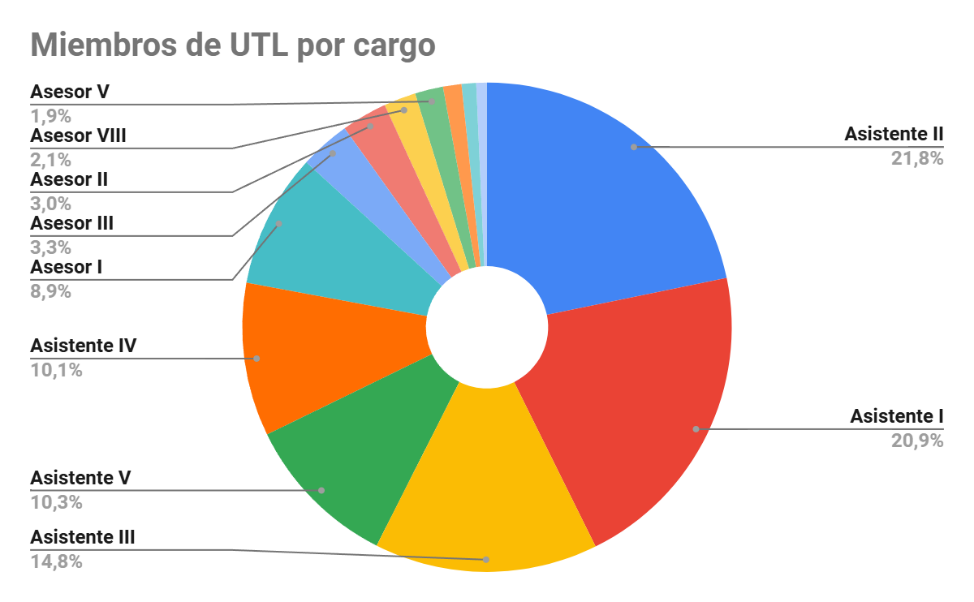 Miembros de UTL por cargo
Asesor V
1,9%
Asesor VIII
2,1%
Asesor II
3,0%
Asesor III
3,3%
Asesor I
8,9%
Asistente IV
10,1%
Asistente V
10,3%
Asistente III
14,8%
Asistente II
21,8%
Asistente I
20,9%